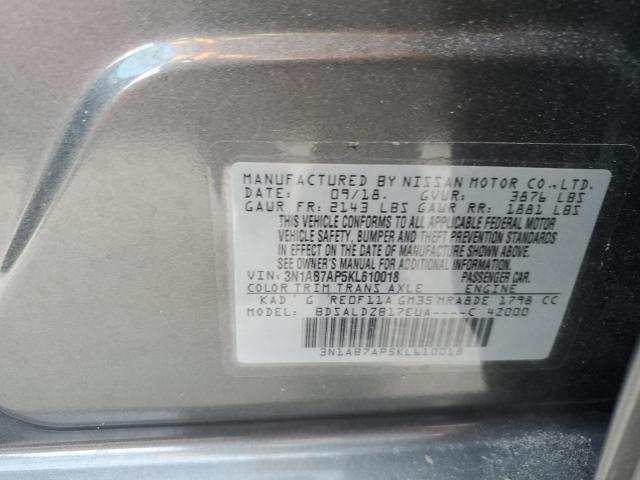 MANUFACTURED BY NISSAN MOTOR CO.,LTD.
DATE: 09/18. GVWR: 3876 LBS
GAWR FR: 2143 LBS GAWR RR: 1881 LBS
THIS VEHICLE CONFORMS TO ALL APPLICABLE FEDERAL MOTOR
VEHICLE SAFETY, BUMPER AND THEFT PREVENTION STANDARDS
IN EFFECT ON THE DATE OF MANUFACTURE SHOWN ABOVE.
SEE OWNER'S MANUAL FOR ADDITIONAL INFORMATION
VIN: 3N1AB7AP5KL610018 PASSENGER CAR.
COLOR TRIM TRANS AXLE ENGINE
KAD G RE0F11A GM35 MRA8DE 1798 CC
MODEL: BDSALDZB17EUA----C 4Z000
3N1AB7AP5KL610018